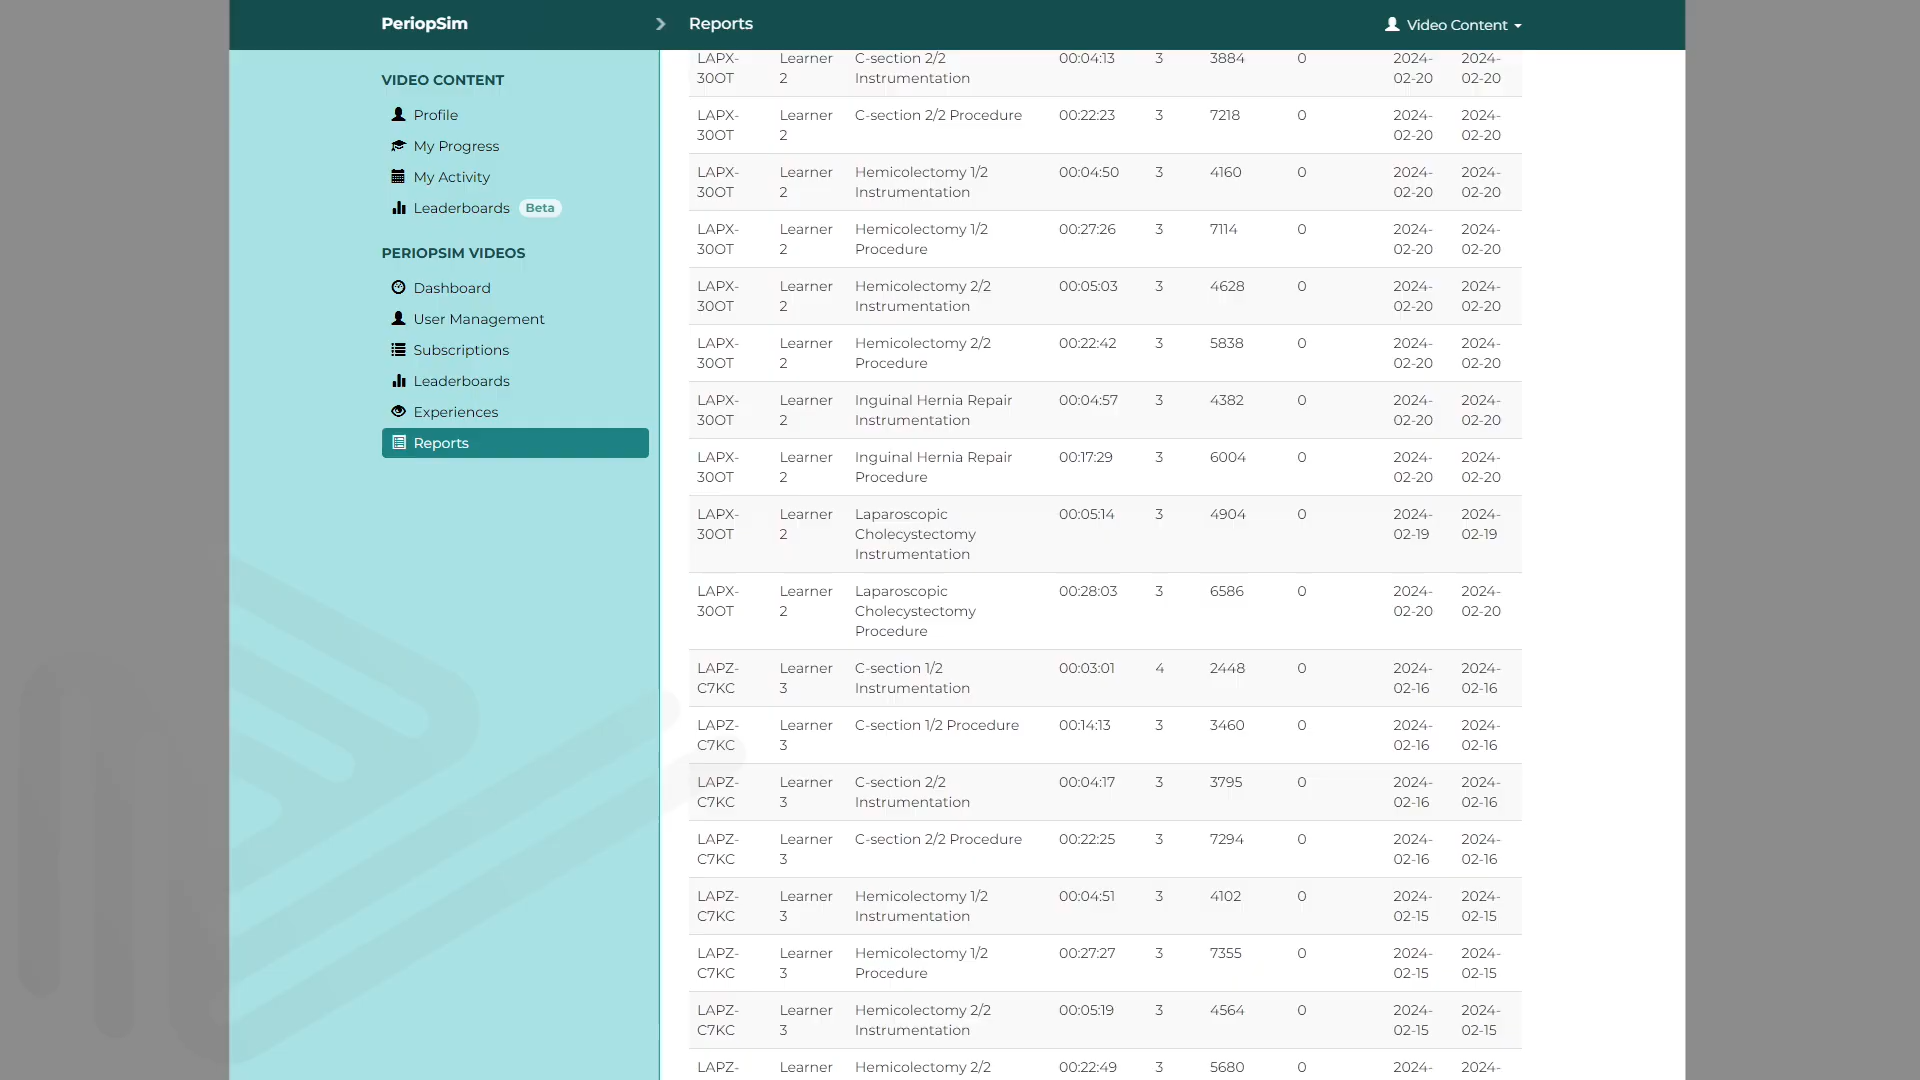 PeriopSim
Reports
Video Content
VIDEO CONTENT
Profile
My Progress
My Activity
Leaderboards Beta
PERIOPSIM VIDEOS
Dashboard
User Management
Subscriptions
Leaderboards
Experiences
Reports
LAPX- Learner C-section 2/2 00:04:13 3 3884 0 2024- 2024-
30OT 2 Instrumentation 02-20 02-20
LAPX- Learner C-section 2/2 Procedure 00:22:23 3 7218 0 2024- 2024-
30OT 2 02-20 02-20
LAPX- Learner Hemicolectomy 1/2 00:04:50 3 4160 0 2024- 2024-
30OT 2 Instrumentation 02-20 02-20
LAPX- Learner Hemicolectomy 1/2 00:27:26 3 7114 0 2024- 2024-
30OT 2 Procedure 02-20 02-20
LAPX- Learner Hemicolectomy 2/2 00:05:03 3 4628 0 2024- 2024-
30OT 2 Instrumentation 02-20 02-20
LAPX- Learner Hemicolectomy 2/2 00:22:42 3 5838 0 2024- 2024-
30OT 2 Procedure 02-20 02-20
LAPX- Learner Inguinal Hernia Repair 00:04:57 3 4382 0 2024- 2024-
30OT 2 Instrumentation 02-20 02-20
LAPX- Learner Inguinal Hernia Repair 00:17:29 3 6004 0 2024- 2024-
30OT 2 Procedure 02-20 02-20
LAPX- Learner Laparoscopic 00:05:14 3 4904 0 2024- 2024-
30OT 2 Cholecystectomy 02-19 02-19
Instrumentation
LAPX- Learner Laparoscopic 00:28:03 3 6586 0 2024- 2024-
30OT 2 Cholecystectomy 02-20 02-20
Procedure
LAPZ- Learner C-section 1/2 00:03:01 4 2448 0 2024- 2024-
C7KC 3 Instrumentation 02-16 02-16
LAPZ- Learner C-section 1/2 Procedure 00:14:13 3 3460 0 2024- 2024-
C7KC 3 02-16 02-16
LAPZ- Learner C-section 2/2 00:04:17 3 3795 0 2024- 2024-
C7KC 3 Instrumentation 02-16 02-16
LAPZ- Learner C-section 2/2 Procedure 00:22:25 3 7294 0 2024- 2024-
C7KC 3 02-16 02-16
LAPZ- Learner Hemicolectomy 1/2 00:04:51 3 4102 0 2024- 2024-
C7KC 3 Instrumentation 02-15 02-15
LAPZ- Learner Hemicolectomy 1/2 00:27:27 3 7355 0 2024- 2024-
C7KC 3 Procedure 02-15 02-15
LAPZ- Learner Hemicolectomy 2/2 00:05:19 3 4564 0 2024- 2024-
C7KC 3 Instrumentation 02-15 02-15
LAPZ- Learner Hemicolectomy 2/2 00:22:49 3 5680 0 2024- 2024-